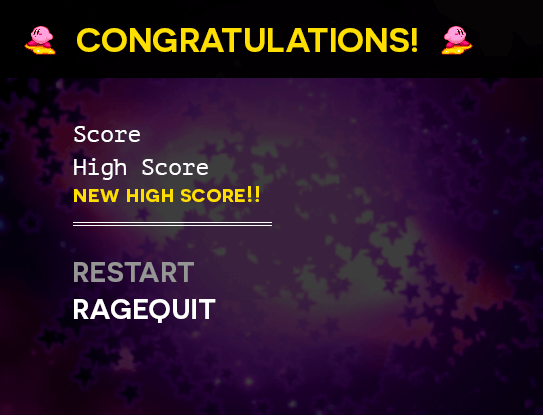 CONGRATULATIONS!
Score
High Score
NEW HIGH SCORE!!
RESTART
RAGEQUIT